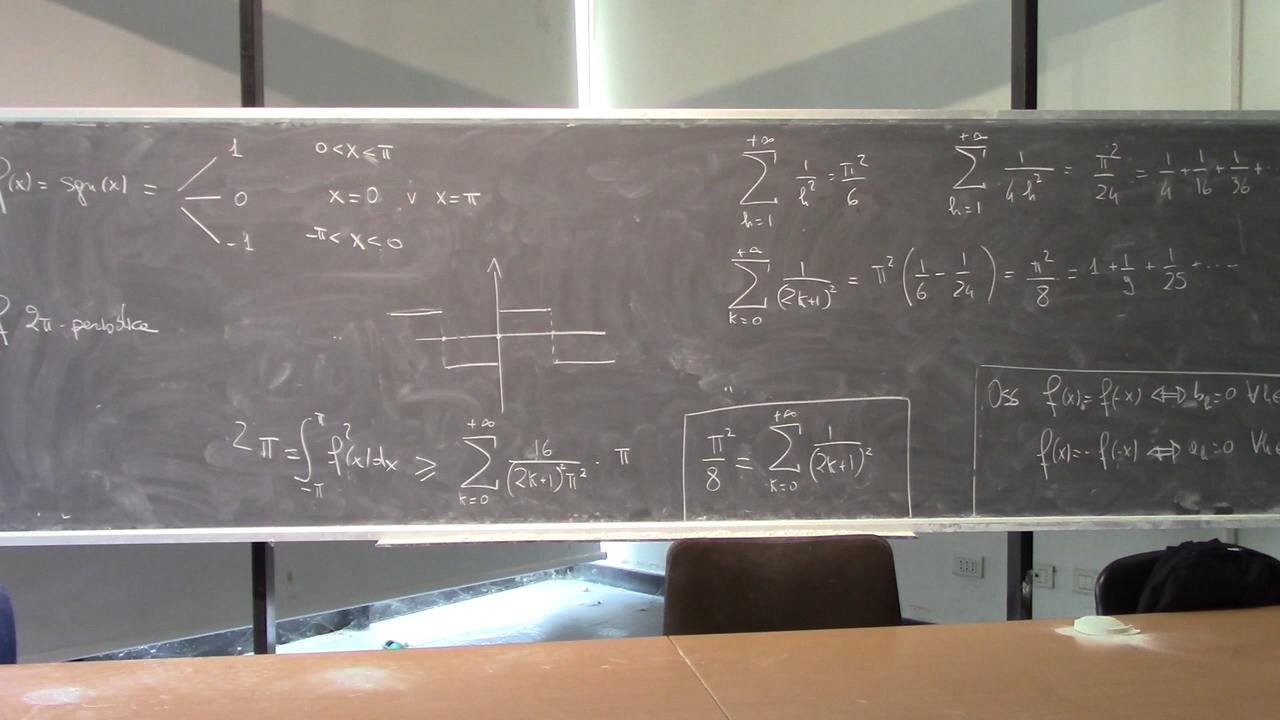 f(x) = sgn(x) = 1 0<x<π
0 x=0 v x=π
-1 -π<x<0
f 2π-periodica
2π = ∫_{-π}^{π} f²(x)dx ≥ ∑_{k=0}^{+∞} 16/((2k+1)²π²) · π
∑_{h=1}^{+∞} 1/h² = π²/6
∑_{h=1}^{+∞} 1/(4h²) = π²/24 = 1/4 + 1/16 + 1/36 + ..
∑_{k=0}^{+∞} 1/(2k+1)² = π² (1/6 - 1/24) = π²/8 = 1 + 1/9 + 1/25 + ....
π²/8 = ∑_{k=0}^{+∞} 1/(2k+1)²
Oss f(x) = f(-x) ⟺ b_k=0 ∀k∈
f(x) = -f(-x) ⟺ a_k=0 ∀k∈